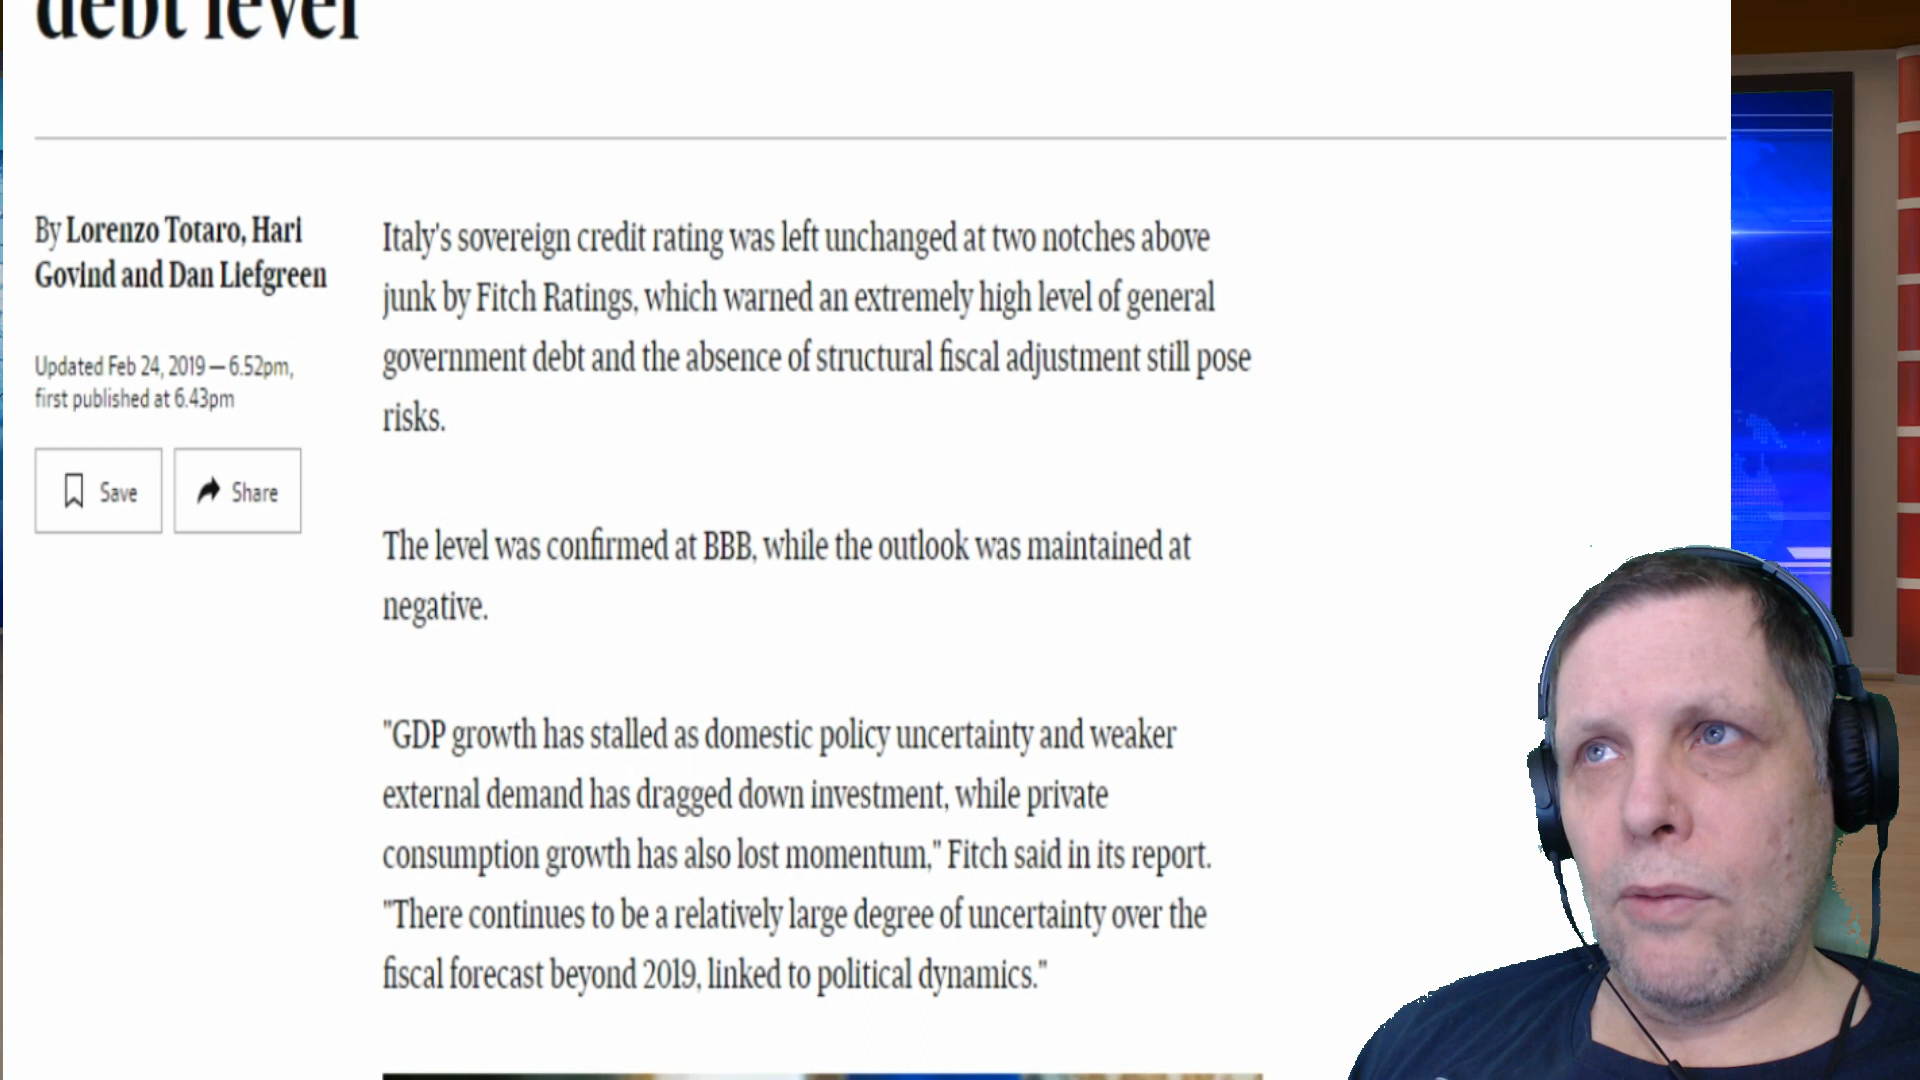 debt level
By Lorenzo Totaro, Hari
Govind and Dan Liefgreen
Updated Feb 24, 2019 — 6.52pm,
first published at 6.43pm
Save
Share
Italy's sovereign credit rating was left unchanged at two notches above
junk by Fitch Ratings, which warned an extremely high level of general
government debt and the absence of structural fiscal adjustment still pose
risks.
The level was confirmed at BBB, while the outlook was maintained at
negative.
"GDP growth has stalled as domestic policy uncertainty and weaker
external demand has dragged down investment, while private
consumption growth has also lost momentum," Fitch said in its report.
"There continues to be a relatively large degree of uncertainty over the
fiscal forecast beyond 2019, linked to political dynamics."